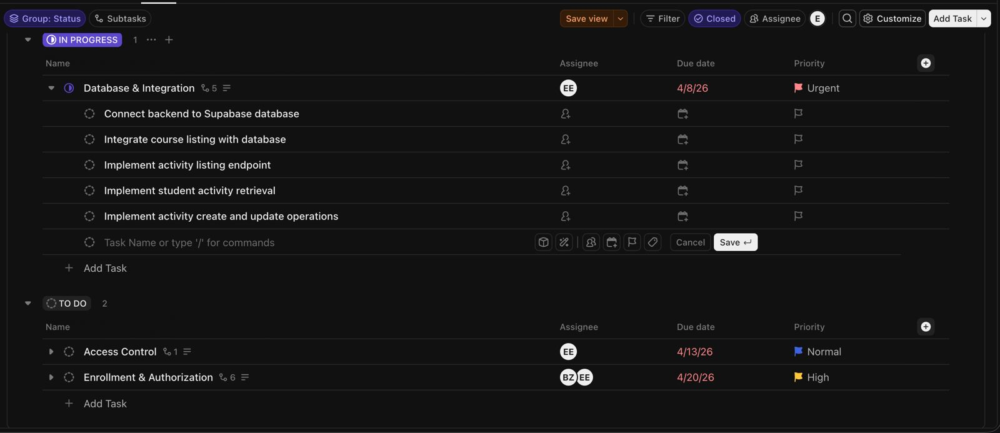 Group: Status Subtasks Save view Filter Closed Assignee E Customize Add Task
IN PROGRESS 1
Name Assignee Due date Priority
Database & Integration 5 EE 4/8/26 Urgent
Connect backend to Supabase database
Integrate course listing with database
Implement activity listing endpoint
Implement student activity retrieval
Implement activity create and update operations
Task Name or type '/' for commands Cancel Save
Add Task
TO DO 2
Name Assignee Due date Priority
Access Control 1 EE 4/13/26 Normal
Enrollment & Authorization 6 BZ EE 4/20/26 High
Add Task